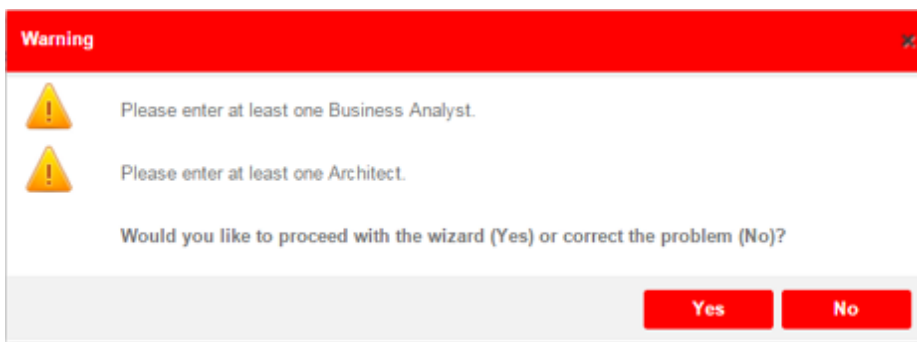 Warning
Please enter at least one Business Analyst.
Please enter at least one Architect.
Would you like to proceed with the wizard (Yes) or correct the problem (No)?
Yes No